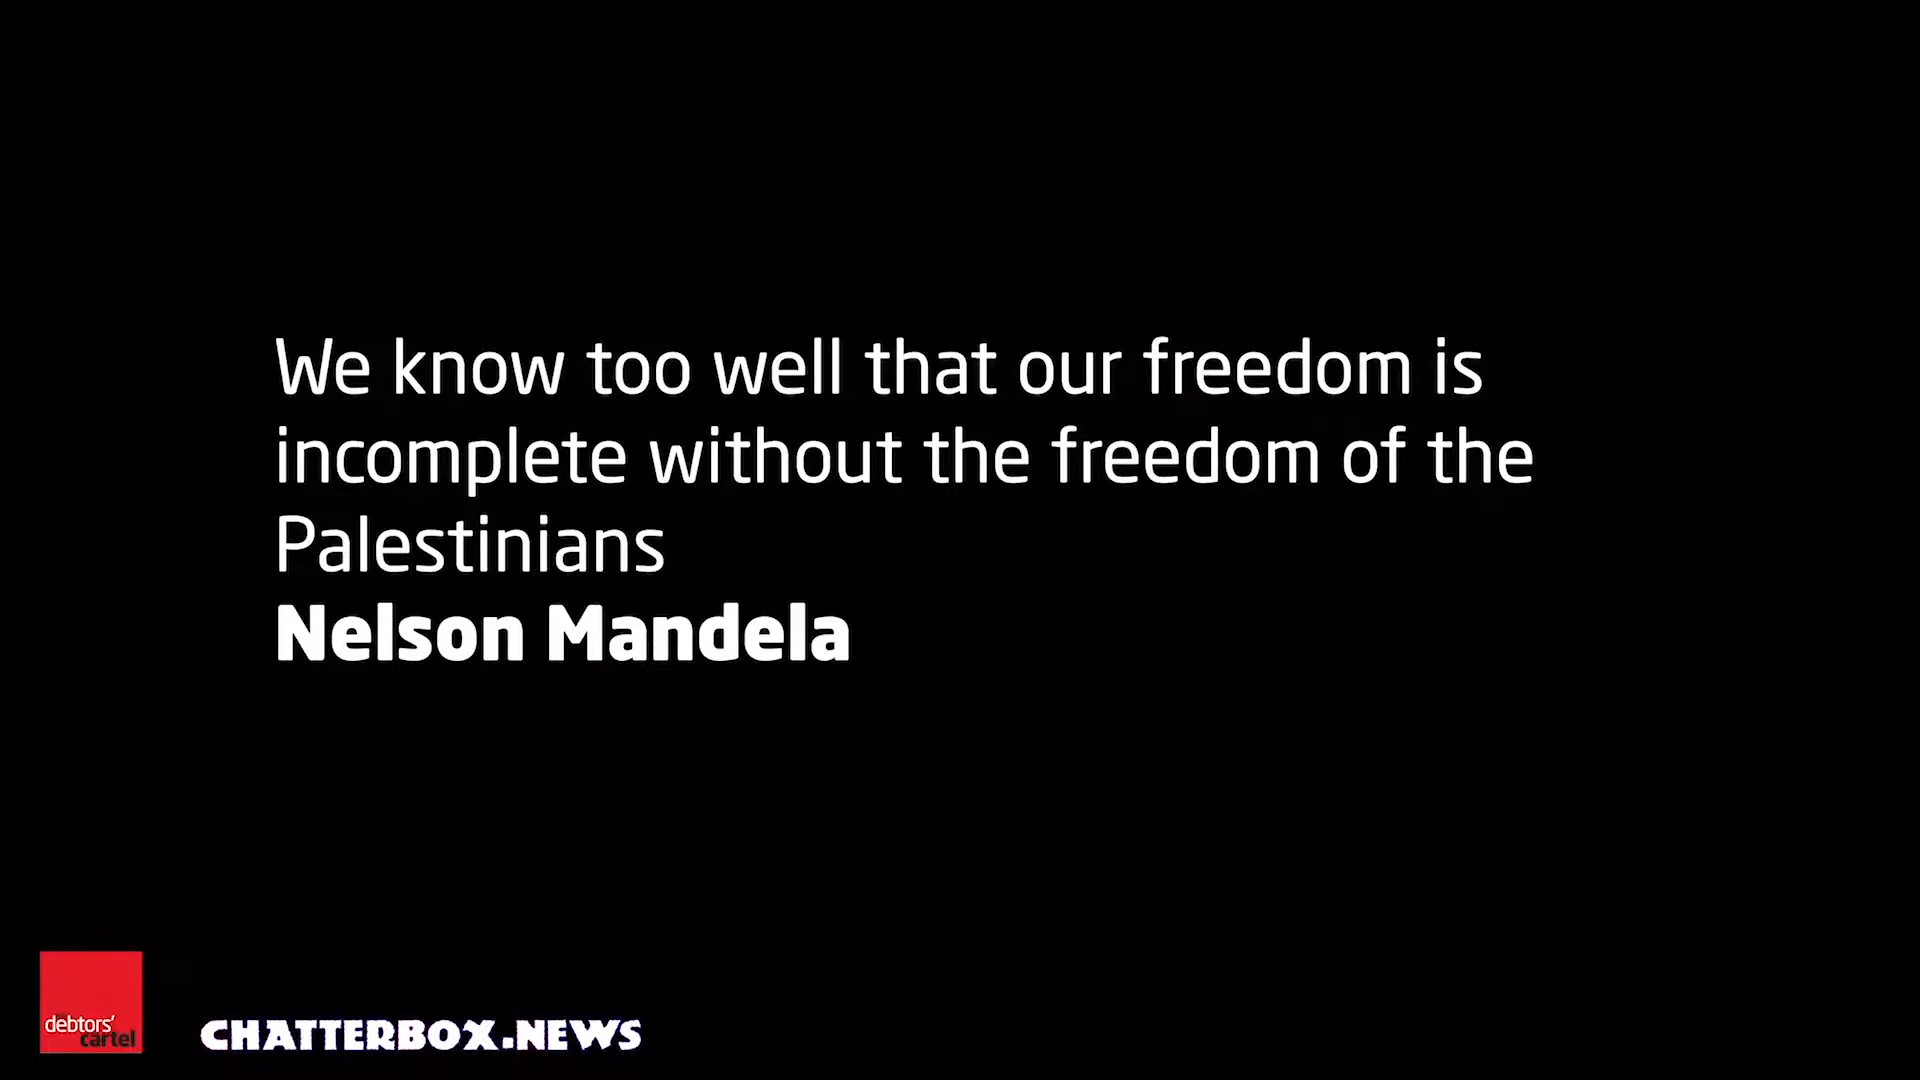 We know too well that our freedom is
incomplete without the freedom of the
Palestinians
Nelson Mandela
debtors'
cartel
CHATTERBOX.NEWS